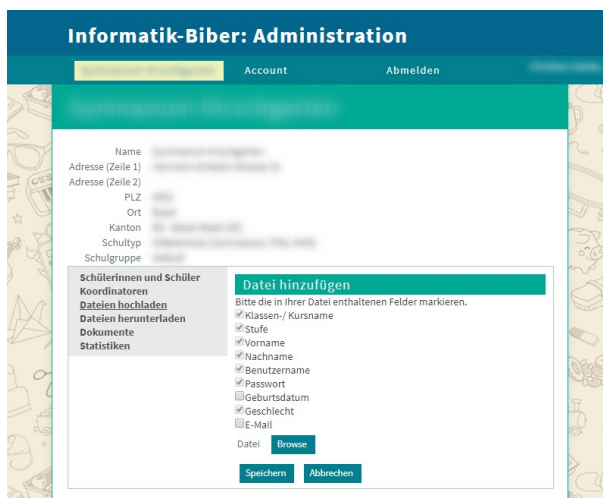 Informatik-Biber: Administration
Account Abmelden
Name
Adresse (Zeile 1)
Adresse (Zeile 2)
PLZ
Ort
Kanton
Schultyp
Schulgruppe
Schülerinnen und Schüler
Koordinatoren
Dateien hochladen
Dateien herunterladen
Dokumente
Statistiken
Datei hinzufügen
Bitte die in Ihrer Datei enthaltenen Felder markieren.
Klassen-/ Kursname
Stufe
Vorname
Nachname
Benutzername
Passwort
Geburtsdatum
Geschlecht
E-Mail
Datei Browse
Speichern Abbrechen